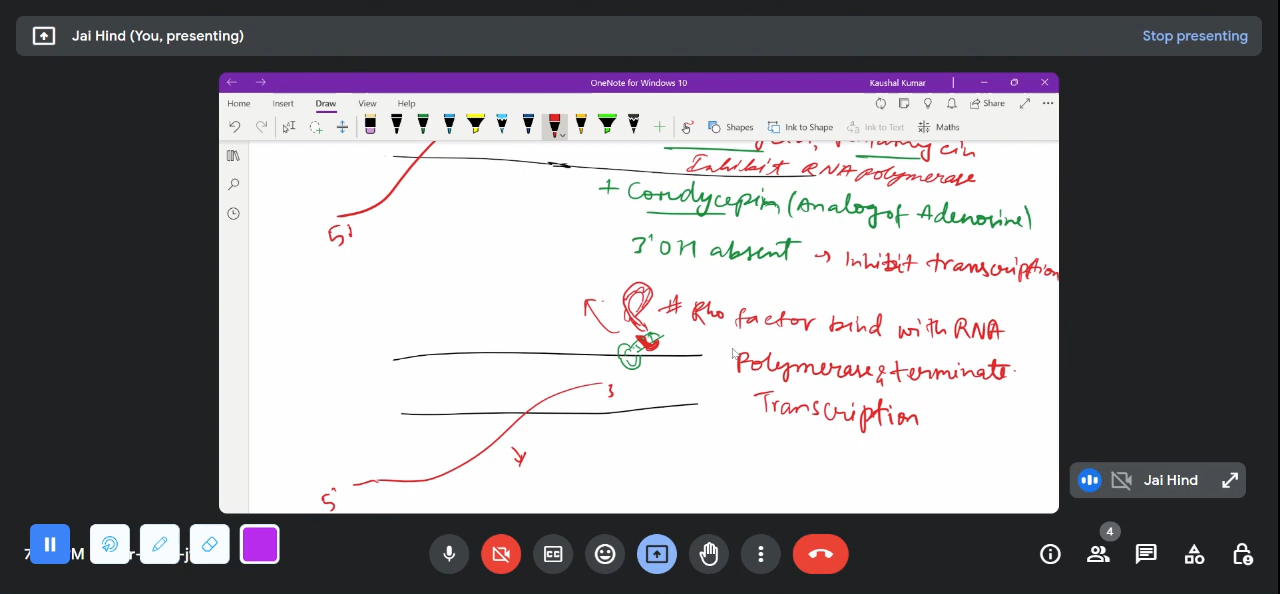 Jai Hind (You, presenting)
Stop presenting
OneNote for Windows 10
Kaushal Kumar
Home Insert Draw View Help
Share
Shapes Ink to Shape Ink to Text Maths
Inhibit RNA polymerase
+ Condycepin (Analog of Adenosine)
5'
3' OH absent → Inhibit transcription
# Rho factor bind with RNA
Polymerase & terminate.
3
Transcription
5'
Jai Hind
4